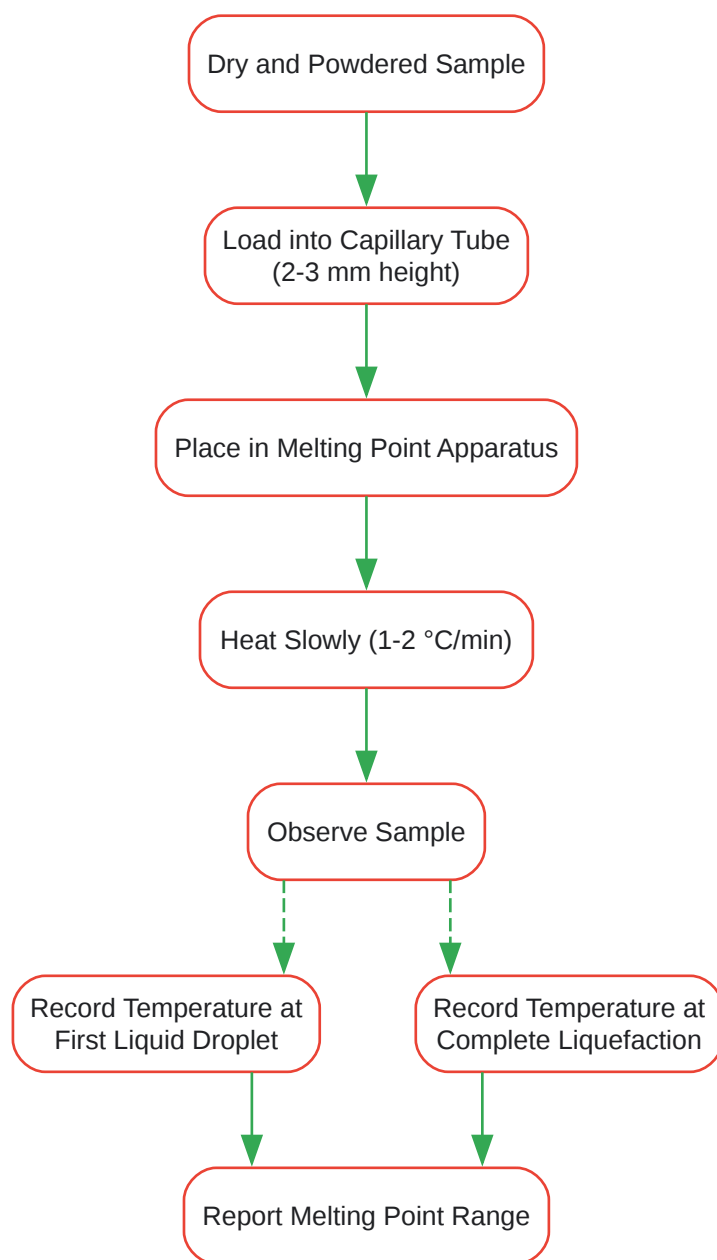 Dry and Powdered Sample
Load into Capillary Tube
(2-3 mm height)
Place in Melting Point Apparatus
Heat Slowly (1-2 °C/min)
Observe Sample
Record Temperature at
First Liquid Droplet
Record Temperature at
Complete Liquefaction
Report Melting Point Range